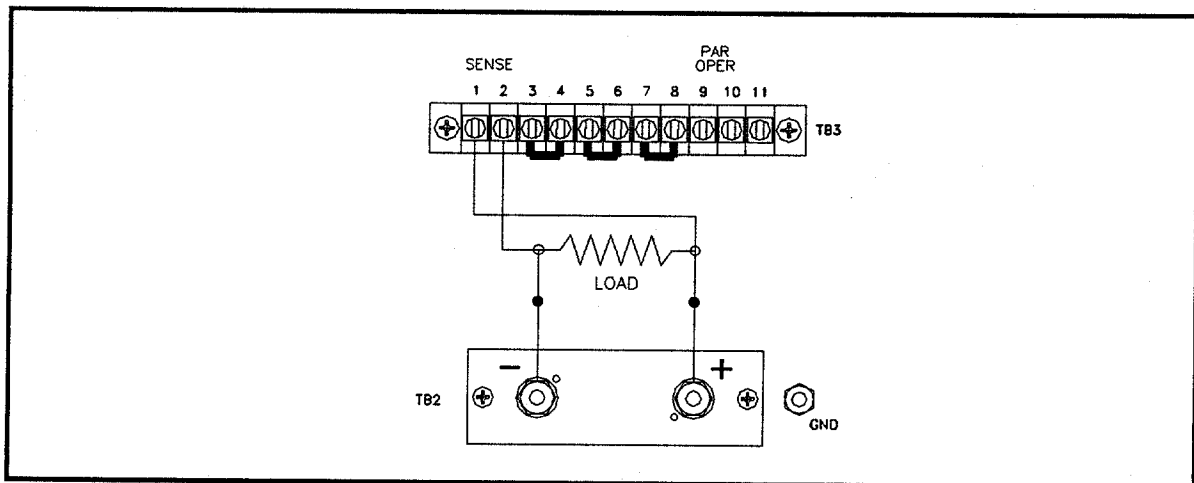 SENSE
PAR
OPER
1 2 3 4 5 6 7 8 9 10 11
TB3
LOAD
− +
TB2
GND